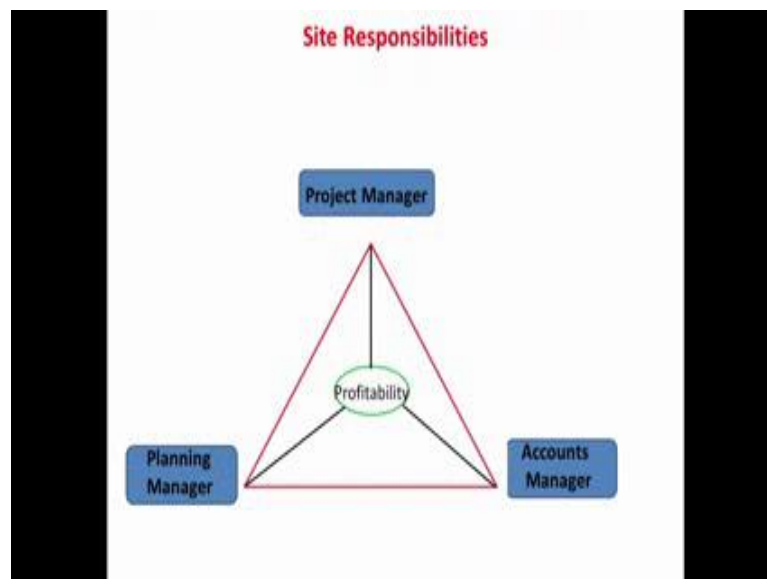 Site Responsibilities
Project Manager
Profitability
Planning
Manager
Accounts
Manager